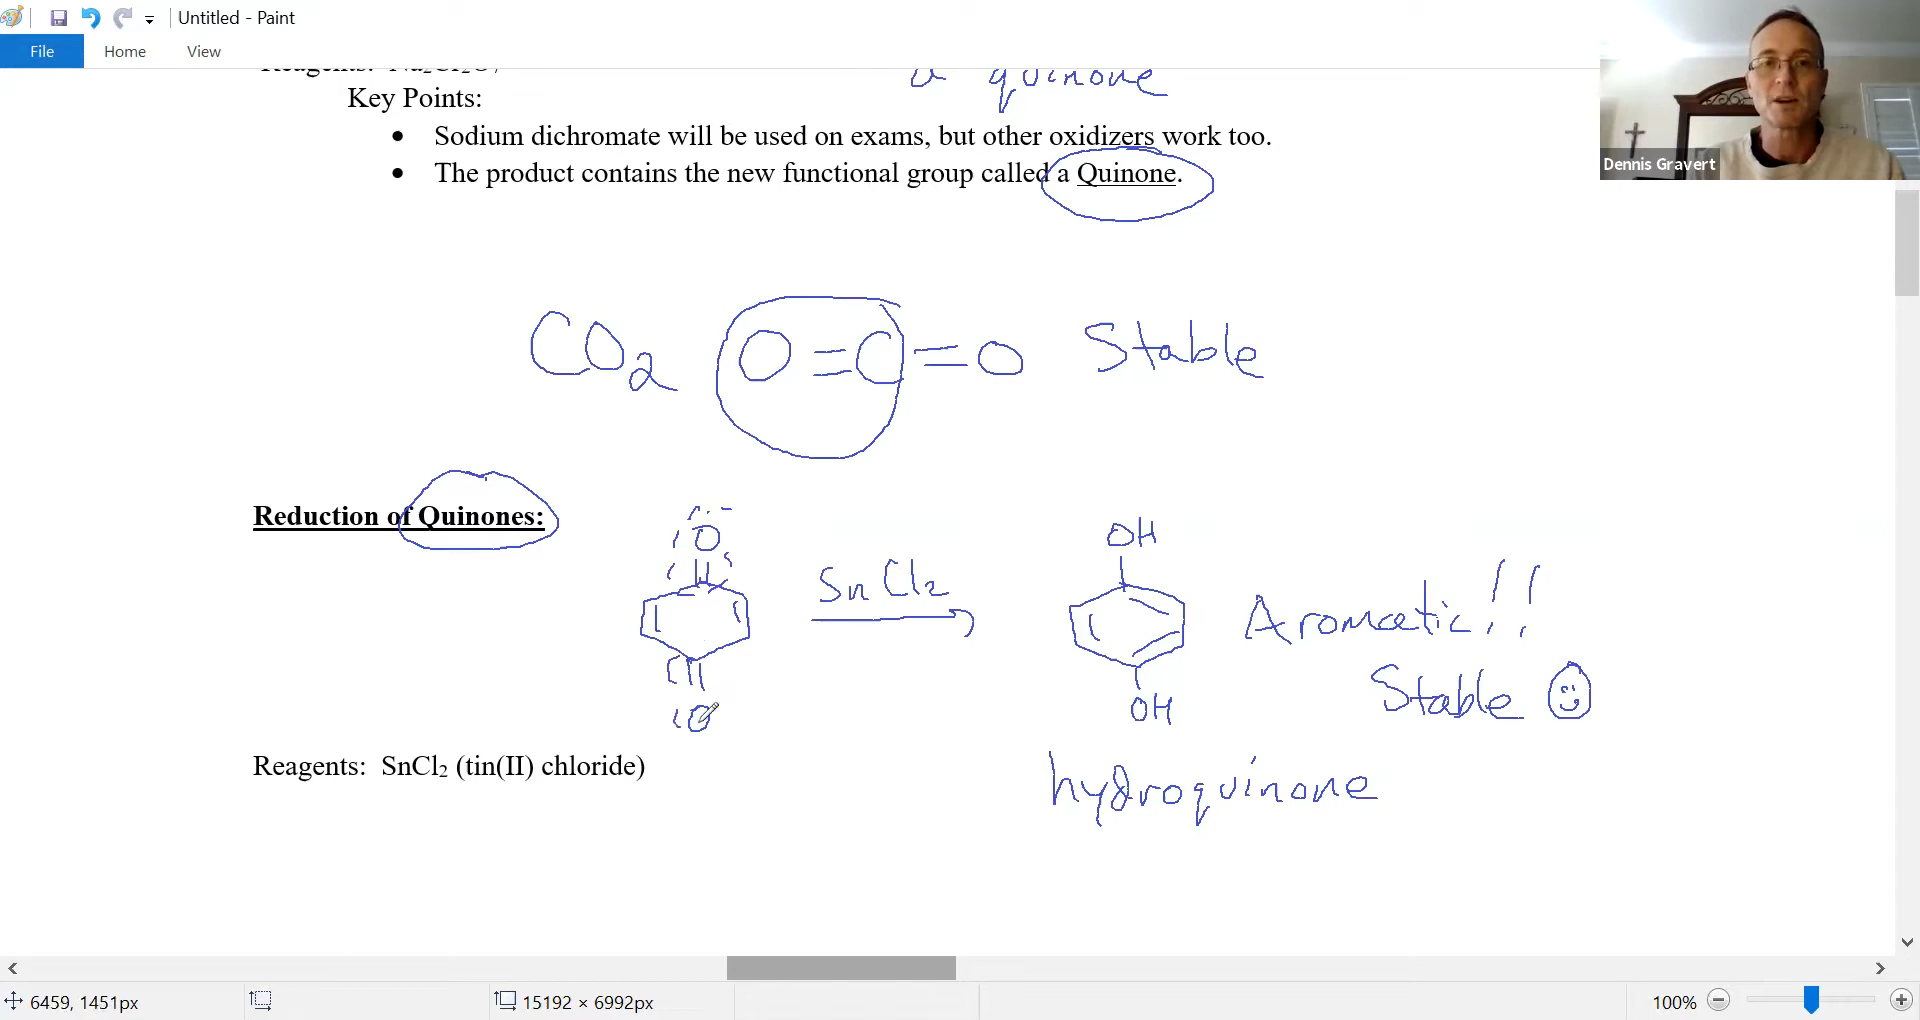 Untitled - Paint
File Home View
a quinone
Key Points:
• Sodium dichromate will be used on exams, but other oxidizers work too.
• The product contains the new functional group called a Quinone.
Dennis Gravert
CO₂ O=C=O Stable
Reduction of Quinones:
O
SnCl₂
OH
Aromatic!!
Stable
O
OH
Reagents: SnCl₂ (tin(II) chloride)
hydroquinone
6459, 1451px
15192 × 6992px
100%